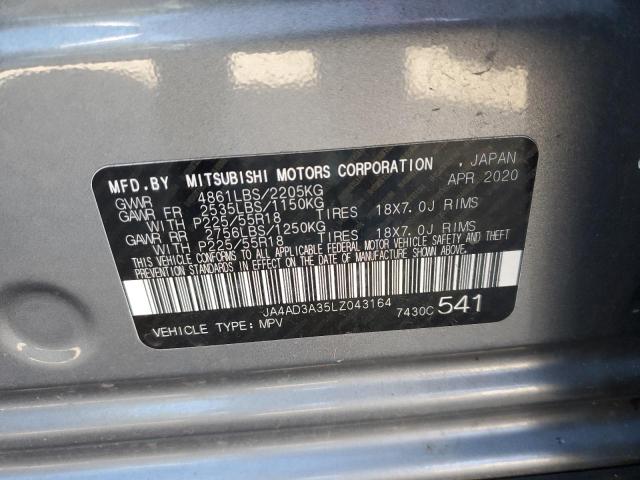 MFD.BY MITSUBISHI MOTORS CORPORATION , JAPAN
GVWR 4861LBS/2205KG APR 2020
GAWR FR 2535LBS/1150KG
WITH P225/55R18 TIRES 18X7.0J RIMS
GAWR RR 2756LBS/1250KG
WITH P225/55R18 TIRES 18X7.0J RIMS
THIS VEHICLE CONFORMS TO ALL APPLICABLE FEDERAL MOTOR VEHICLE SAFETY AND THEFT
PREVENTION STANDARDS IN EFFECT ON THE DATE OF MANUFACTURE SHOWN ABOVE.
JA4AD3A35LZ043164
VEHICLE TYPE:MPV 7430C 541